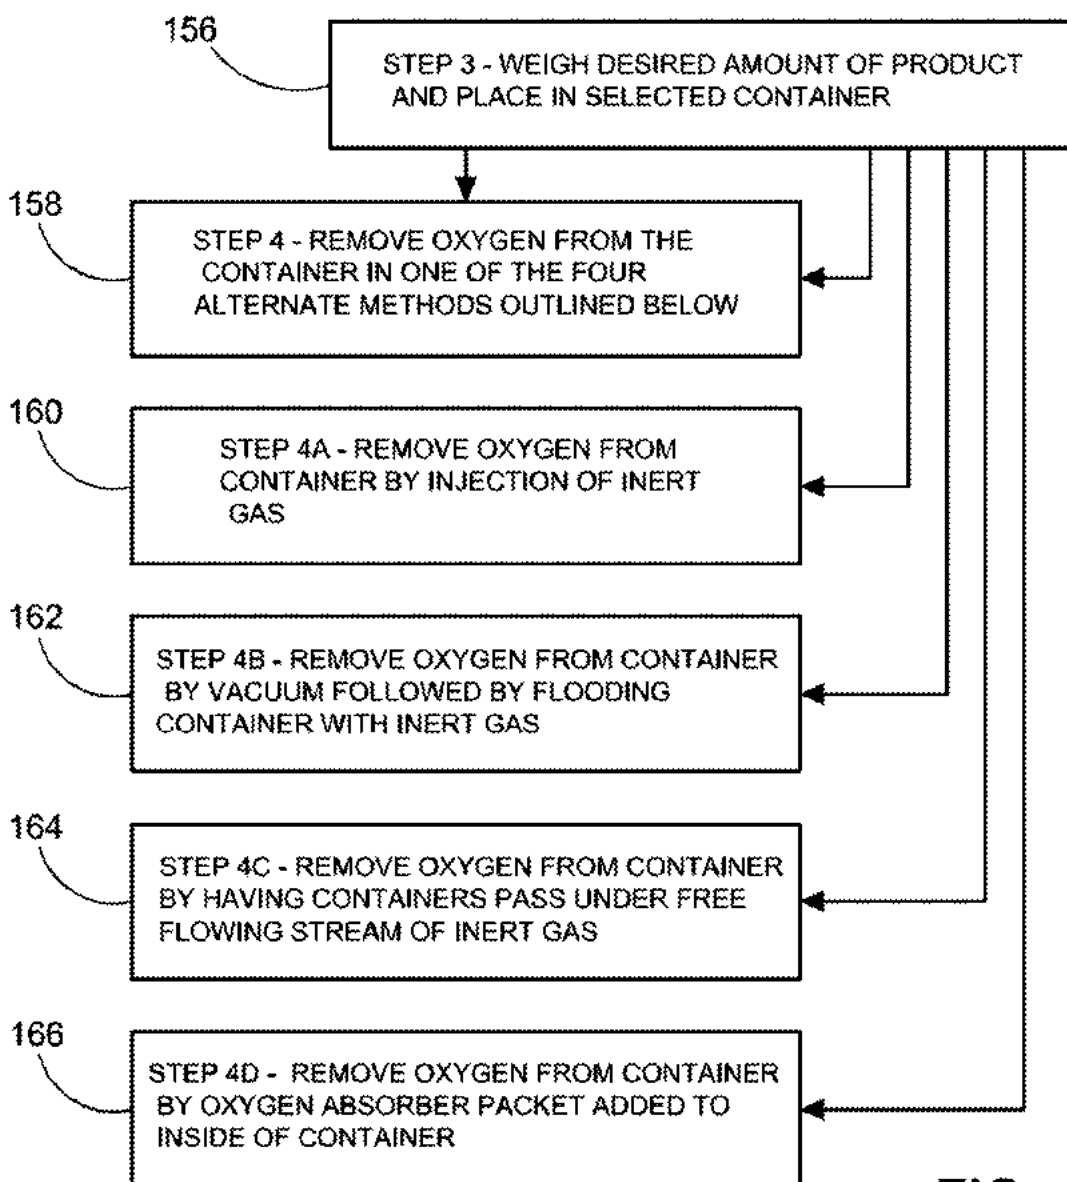 156
STEP 3 - WEIGH DESIRED AMOUNT OF PRODUCT
AND PLACE IN SELECTED CONTAINER
158
STEP 4 - REMOVE OXYGEN FROM THE
CONTAINER IN ONE OF THE FOUR
ALTERNATE METHODS OUTLINED BELOW
160
STEP 4A - REMOVE OXYGEN FROM
CONTAINER BY INJECTION OF INERT
GAS
162
STEP 4B - REMOVE OXYGEN FROM CONTAINER
BY VACUUM FOLLOWED BY FLOODING
CONTAINER WITH INERT GAS
164
STEP 4C - REMOVE OXYGEN FROM CONTAINER
BY HAVING CONTAINERS PASS UNDER FREE
FLOWING STREAM OF INERT GAS
166
STEP 4D - REMOVE OXYGEN FROM CONTAINER
BY OXYGEN ABSORBER PACKET ADDED TO
INSIDE OF CONTAINER